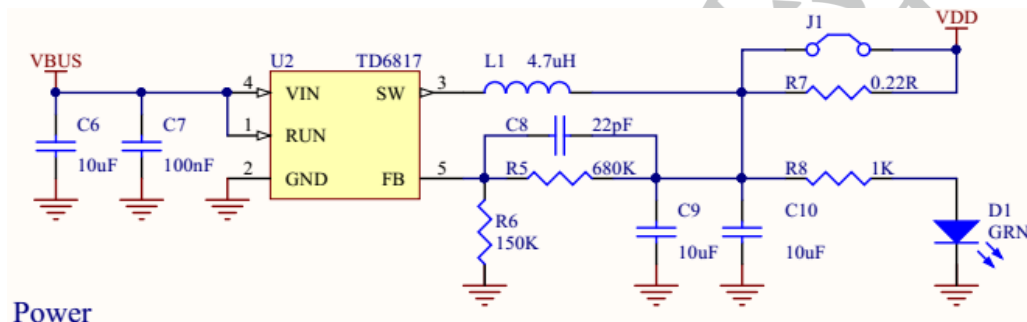 J1
VDD
VBUS
U2
TD6817
L1
4.7uH
4
VIN
SW
3
R7
0.22R
C6
10uF
C7
100nF
1
RUN
C8
22pF
2
GND
FB
5
R5
680K
R8
1K
R6
150K
C9
10uF
C10
10uF
D1
GRN
Power